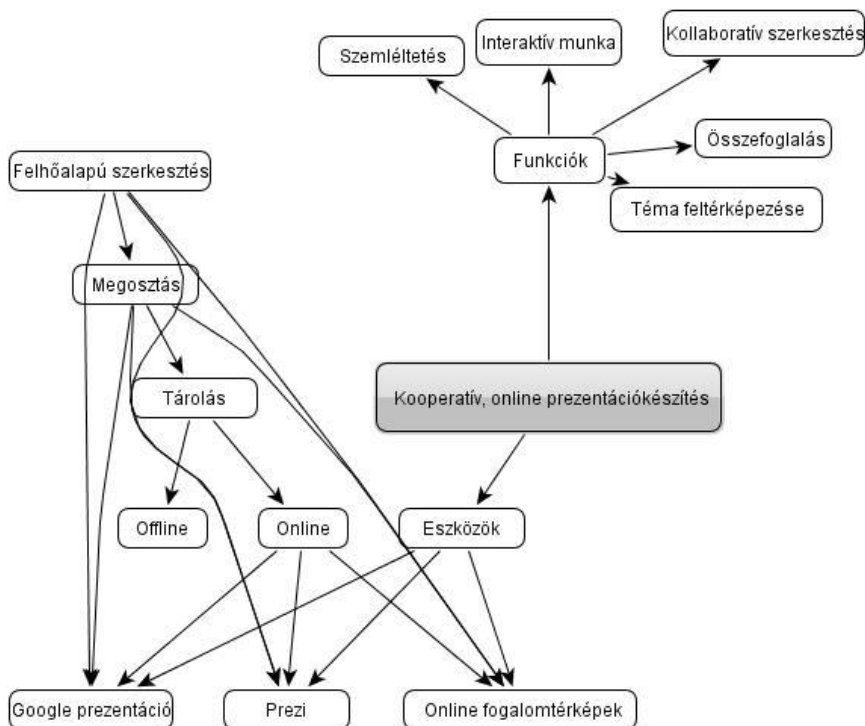 Kollaboratív szerkesztés
Interaktív munka
Szemléltetés
Összefoglalás
Funkciók
Felhőalapú szerkesztés
Téma feltérképezése
Megosztás
Tárolás
Kooperatív, online prezentációkészítés
Offline
Online
Eszközök
Google prezentáció
Prezi
Online fogalomtérképek